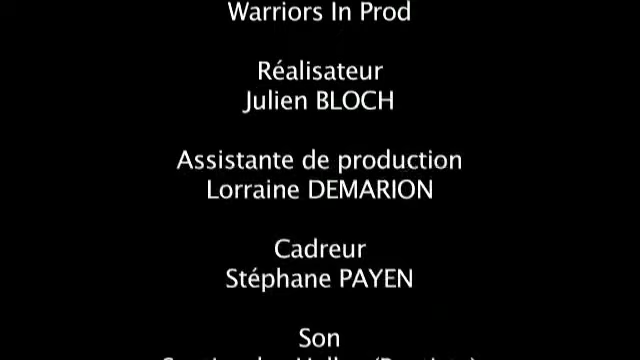 Warriors In Prod
Réalisateur
Julien BLOCH
Assistante de production
Lorraine DEMARION
Cadreur
Stéphane PAYEN
Son